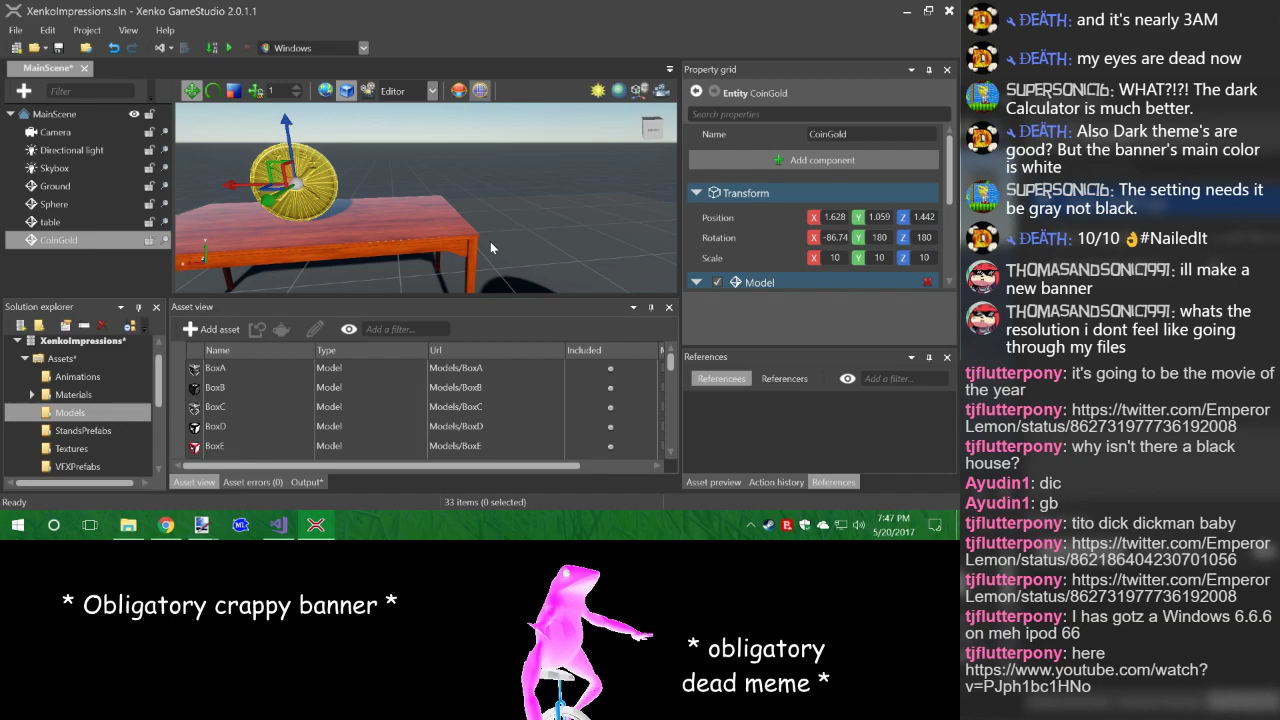 XenkoImpressions.sln - Xenko GameStudio 2.0.1.1
File Edit Project View Help
Windows
MainScene*
Filter
MainScene
Camera
Directional light
Skybox
Ground
Sphere
table
CoinGold
1
Editor
Property grid
Entity CoinGold
Search properties
Name CoinGold
Add component
Transform
Position X 1.628 Y 1.059 Z 1.442
Rotation X -86.74 Y 180 Z 180
Scale X 10 Y 10 Z 10
Model
Solution explorer
XenkoImpressions*
Assets*
Animations
Materials
Models
StandsPrefabs
Textures
VFXPrefabs
Asset view
Add asset
Add a filter...
Name Type Url Included
BoxA Model Models/BoxA
BoxB Model Models/BoxB
BoxC Model Models/BoxC
BoxD Model Models/BoxD
BoxE Model Models/BoxE
Asset view Asset errors (0) Output*
References
Referencees Referencers Add a filter...
Asset preview Action history References
Ready
33 items (0 selected)
ML
7:47 PM
5/20/2017
* Obligatory crappy banner *
* obligatory
dead meme *
DEATH: and it's nearly 3AM
DEATH: my eyes are dead now
SUPERSONIC16: WHAT?!?! The dark
Calculator is much better.
DEATH: Also Dark theme's are
good? But the banner's main color
is white
SUPERSONIC16: The setting needs it
be gray not black.
DEATH: 10/10 👌#NailedIt
THOMASANDSONIC1991: ill make a
new banner
THOMASANDSONIC1991: whats the
resolution i dont feel like going
through my files
tjflutterpony: it's going to be the movie of
the year
tjflutterpony: https://twitter.com/Emperor
Lemon/status/862731977736192008
tjflutterpony: why isn't there a black
house?
Ayudin1: dic
Ayudin1: gb
tjflutterpony: tito dick dickman baby
tjflutterpony: https://twitter.com/Emperor
Lemon/status/862186404230701056
tjflutterpony: https://twitter.com/Emperor
Lemon/status/862731977736192008
tjflutterpony: I has gotz a Windows 6.6.6
on meh ipod 66
tjflutterpony: here
https://www.youtube.com/watch?
v=PJph1bc1HNo